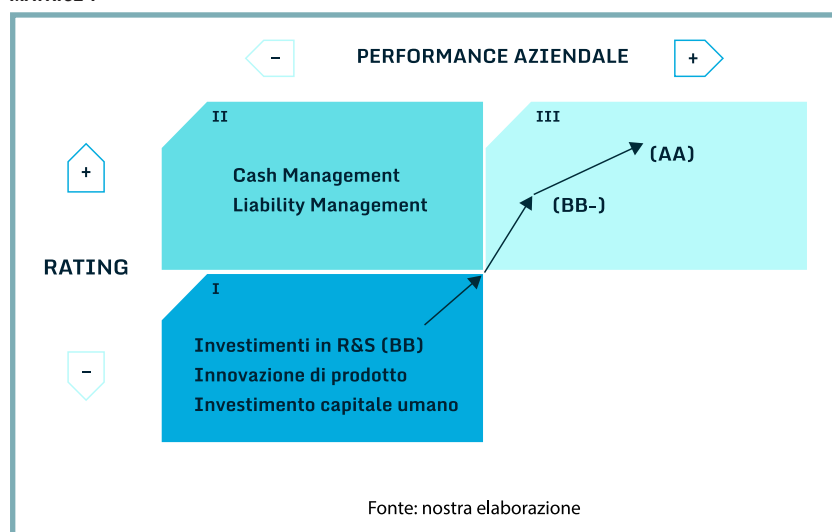 − PERFORMANCE AZIENDALE +
II
III
+
Cash Management
Liability Management
(AA)
(BB-)
RATING
I
−
Investimenti in R&S (BB)
Innovazione di prodotto
Investimento capitale umano
Fonte: nostra elaborazione